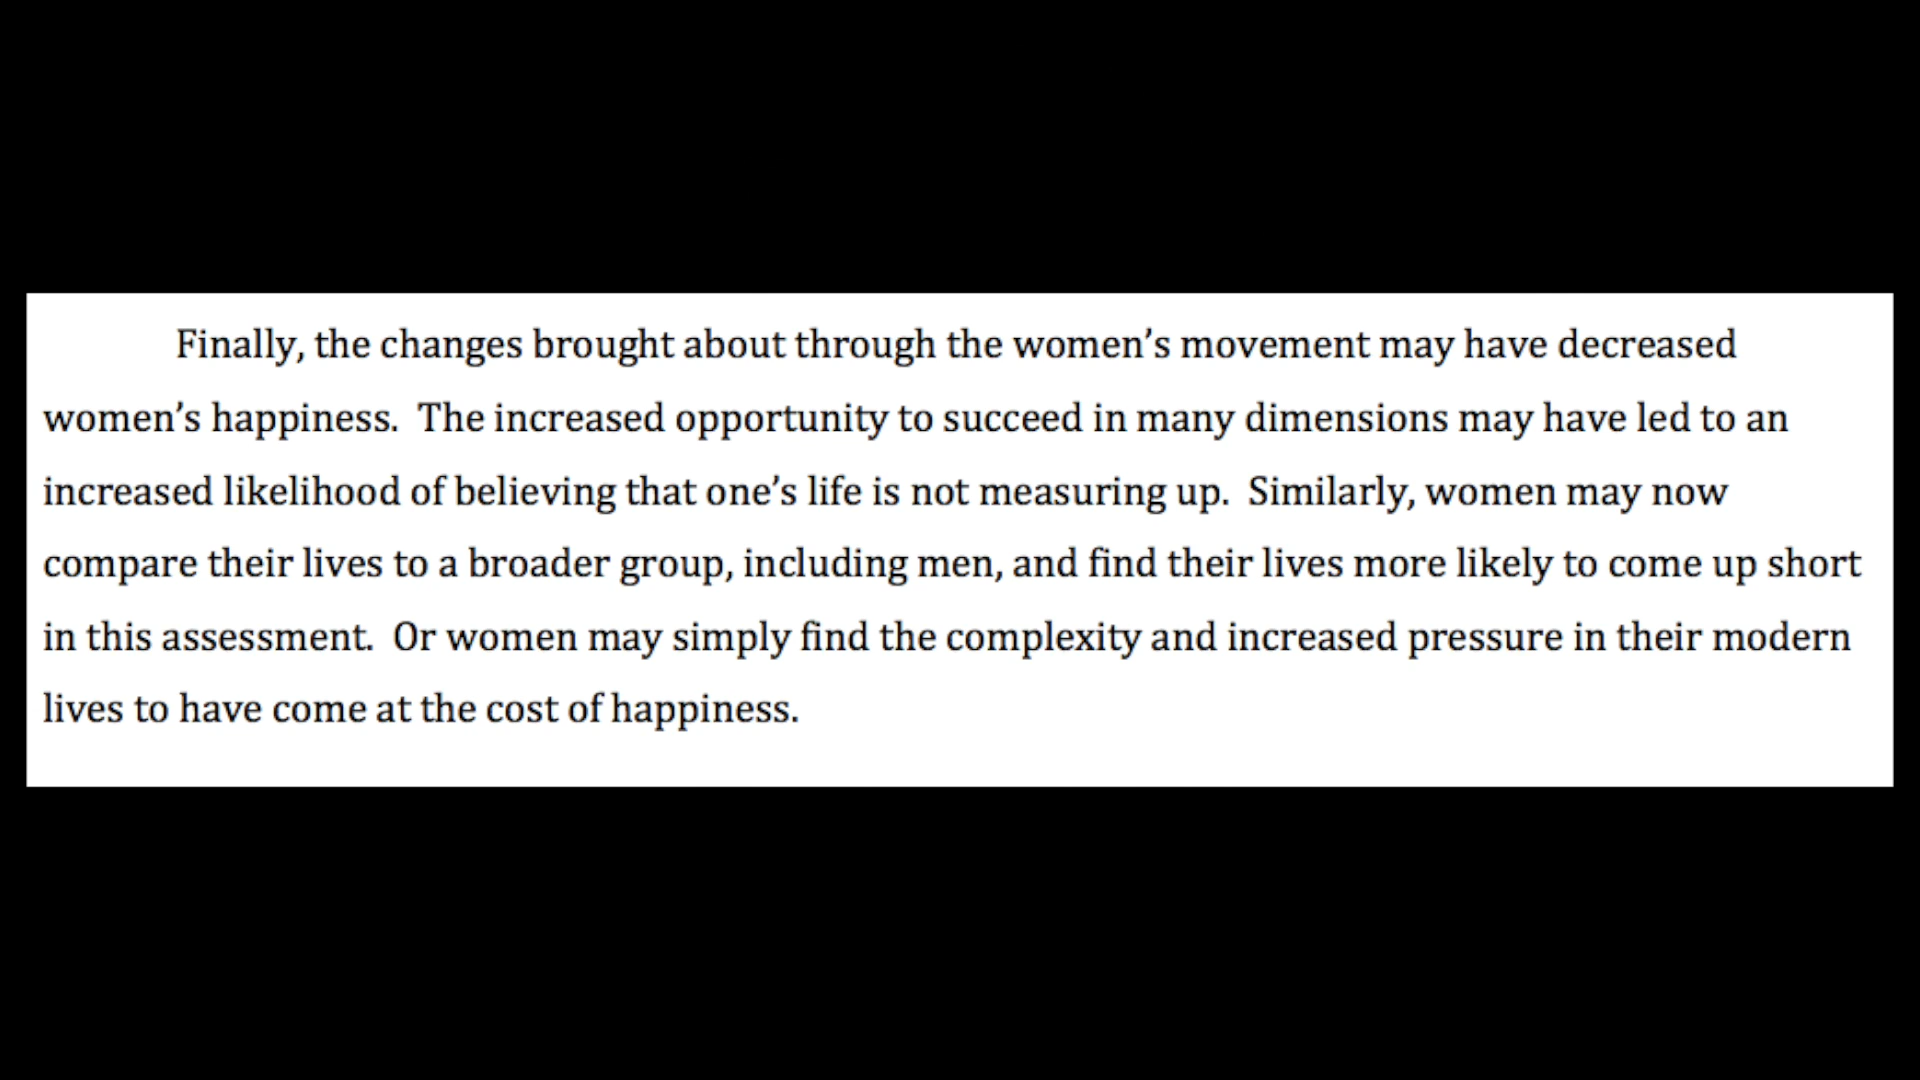 Finally, the changes brought about through the women’s movement may have decreased
women’s happiness.  The increased opportunity to succeed in many dimensions may have led to an
increased likelihood of believing that one’s life is not measuring up.  Similarly, women may now
compare their lives to a broader group, including men, and find their lives more likely to come up short
in this assessment.  Or women may simply find the complexity and increased pressure in their modern
lives to have come at the cost of happiness.